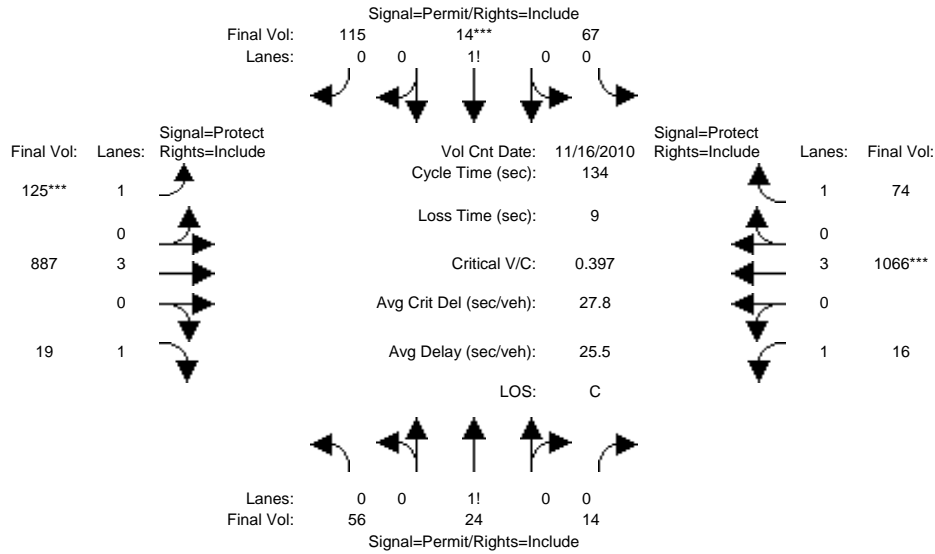 Signal=Permit/Rights=Include
Final Vol: 115 14*** 67
Lanes: 0 0 1! 0 0
Signal=Protect Signal=Protect
Final Vol: Lanes: Rights=Include Vol Cnt Date: 11/16/2010 Rights=Include Lanes: Final Vol:
Cycle Time (sec): 134
125*** 1 1 74
Loss Time (sec): 9
0 0
887 3 Critical V/C: 0.397 3 1066***
0 Avg Crit Del (sec/veh): 27.8 0
19 1 Avg Delay (sec/veh): 25.5 1 16
LOS: C
Lanes: 0 0 1! 0 0
Final Vol: 56 24 14
Signal=Permit/Rights=Include